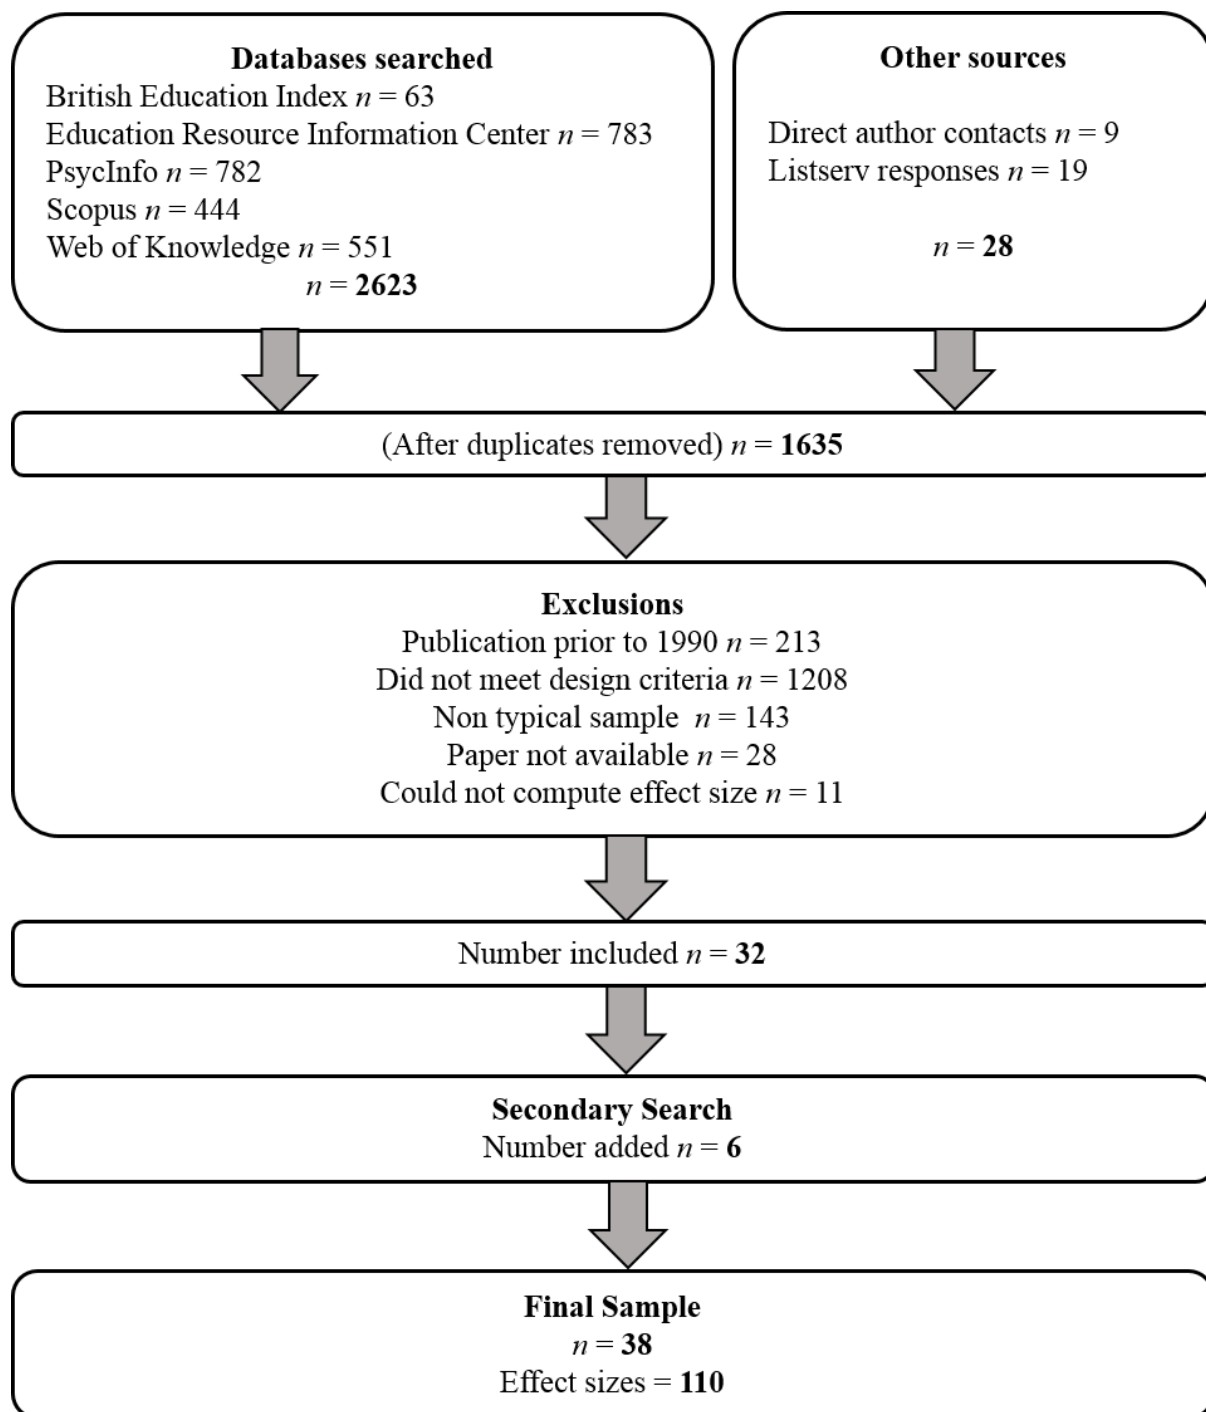 Databases searched
British Education Index n = 63
Education Resource Information Center n = 783
PsycInfo n = 782
Scopus n = 444
Web of Knowledge n = 551
n = 2623
Other sources
Direct author contacts n = 9
Listserv responses n = 19
n = 28
(After duplicates removed) n = 1635
Exclusions
Publication prior to 1990 n = 213
Did not meet design criteria n = 1208
Non typical sample n = 143
Paper not available n = 28
Could not compute effect size n = 11
Number included n = 32
Secondary Search
Number added n = 6
Final Sample
n = 38
Effect sizes = 110